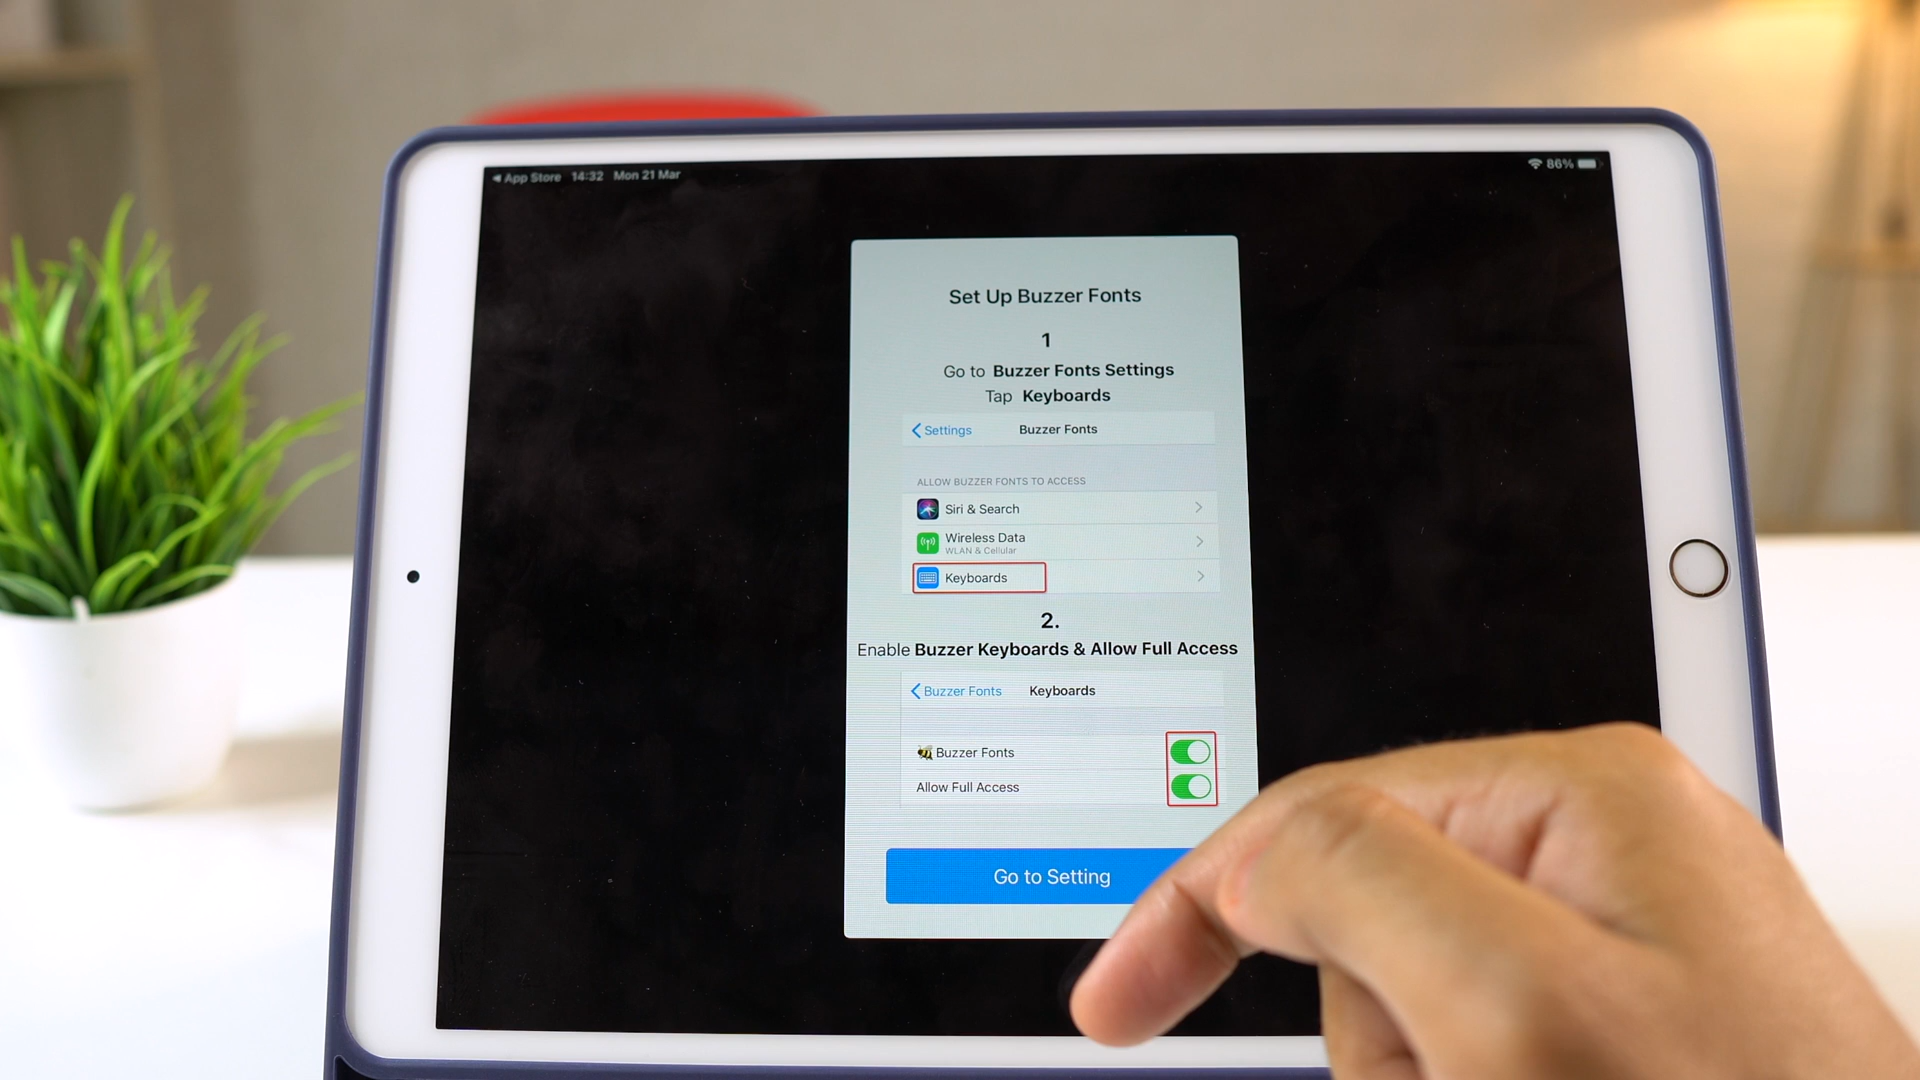 ◄ App Store 14:32 Mon 21 Mar
86%
Set Up Buzzer Fonts
1
Go to Buzzer Fonts Settings
Tap Keyboards
Settings Buzzer Fonts
ALLOW BUZZER FONTS TO ACCESS
Siri & Search
Wireless Data
WLAN & Cellular
Keyboards
2.
Enable Buzzer Keyboards & Allow Full Access
Buzzer Fonts Keyboards
Buzzer Fonts
Allow Full Access
Go to Setting